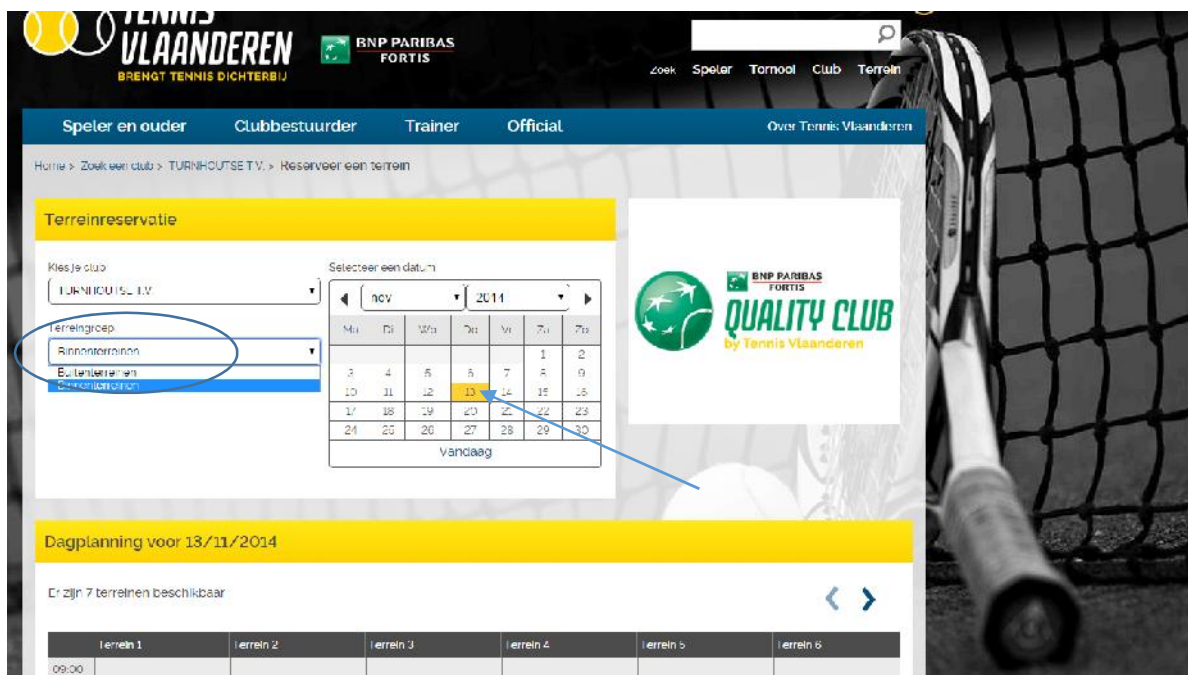 TENNIS
VLAANDEREN
BRENGT TENNIS DICHTERBIJ
BNP PARIBAS
FORTIS
Zoek Speler Tornooi Club Terrein
Speler en ouder Clubbestuurder Trainer Official Over Tennis Vlaanderen
Home > Zoek een club > TURNHOUTSE T.V. > Reserveer een terrein
Terreinreservatie
Kies je club
TURNHOUTSE T.V.
Terreingroep
Binnenterreinen
Buitenterreinen
Binnenterreinen
Selecteer een datum
nov 2014
Ma Di Wo Do Vr Za Zo
1 2
3 4 5 6 7 8 9
10 11 12 13 14 15 16
17 18 19 20 21 22 23
24 25 26 27 28 29 30
Vandaag
BNP PARIBAS
FORTIS
QUALITY CLUB
by Tennis Vlaanderen
Dagplanning voor 13/11/2014
Er zijn 7 terreinen beschikbaar
Terrein 1 Terrein 2 Terrein 3 Terrein 4 Terrein 5 Terrein 6
09:00